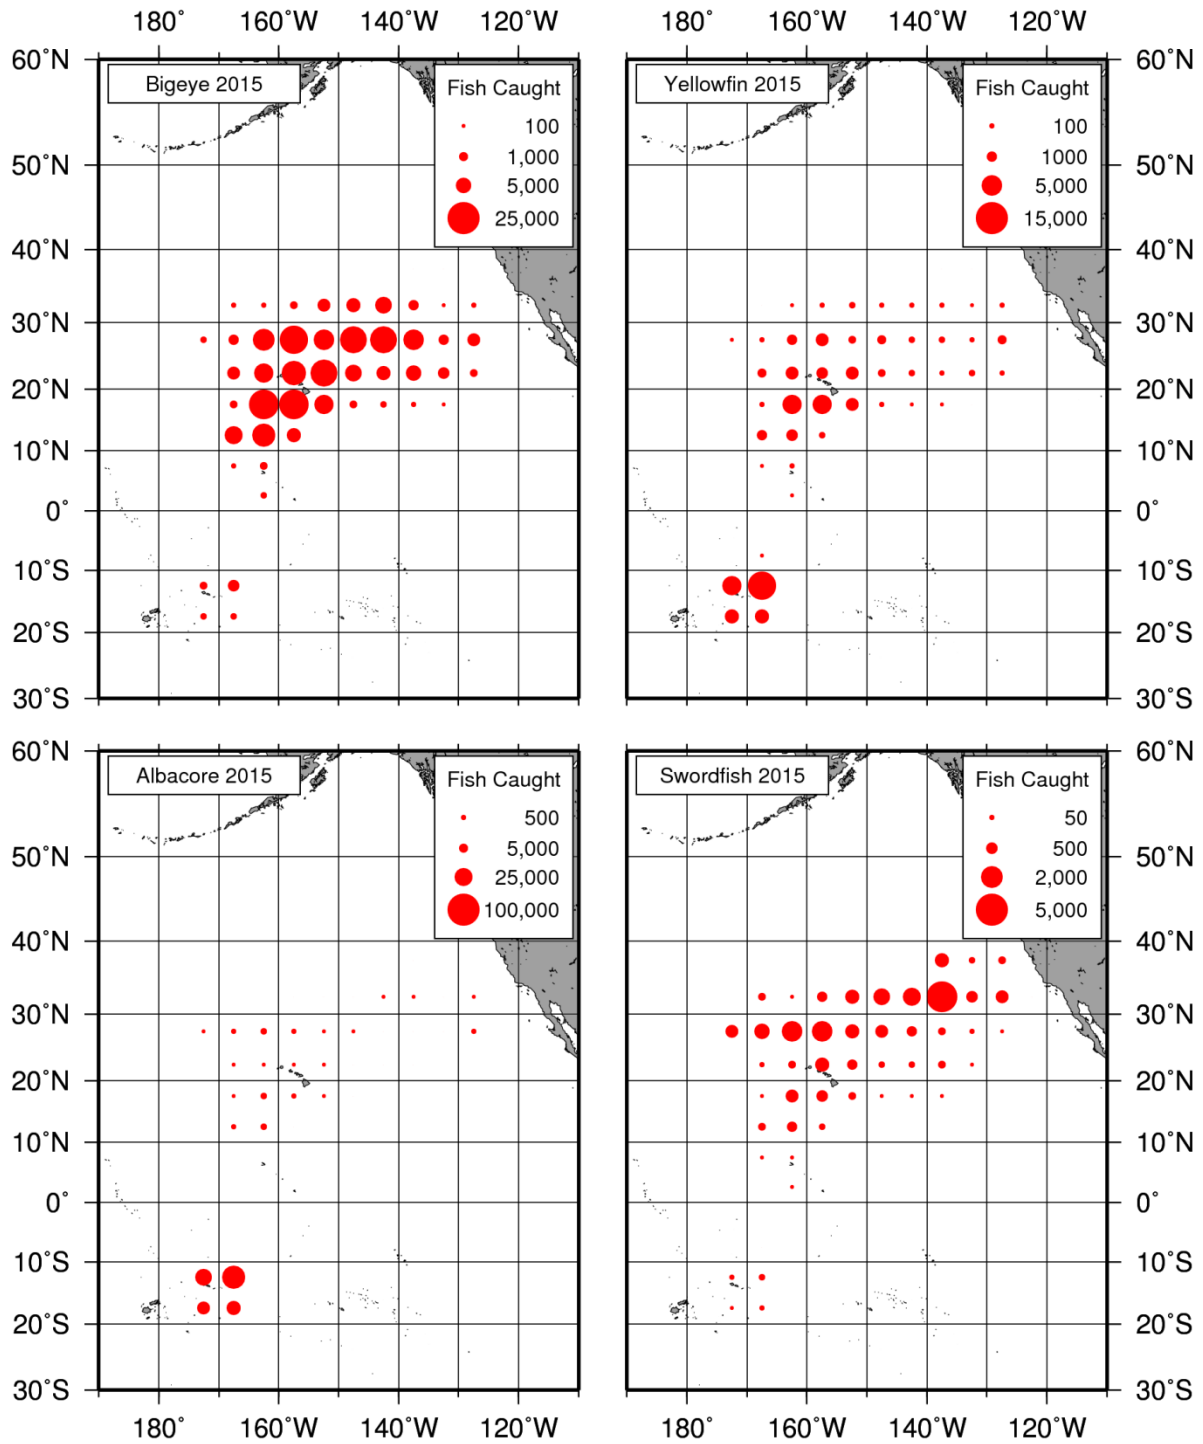 180˚ 160˚W 140˚W 120˚W 180˚ 160˚W 140˚W 120˚W
60˚N
50˚N
40˚N
30˚N
20˚N
10˚N
0˚
10˚S
20˚S
30˚S
Bigeye 2015
Fish Caught
100
1,000
5,000
25,000
Yellowfin 2015
Fish Caught
100
1000
5,000
15,000
60˚N
50˚N
40˚N
30˚N
20˚N
10˚N
0˚
10˚S
20˚S
30˚S
60˚N
50˚N
40˚N
30˚N
20˚N
10˚N
0˚
10˚S
20˚S
30˚S
Albacore 2015
Fish Caught
500
5,000
25,000
100,000
Swordfish 2015
Fish Caught
50
500
2,000
5,000
60˚N
50˚N
40˚N
30˚N
20˚N
10˚N
0˚
10˚S
20˚S
30˚S
180˚ 160˚W 140˚W 120˚W 180˚ 160˚W 140˚W 120˚W